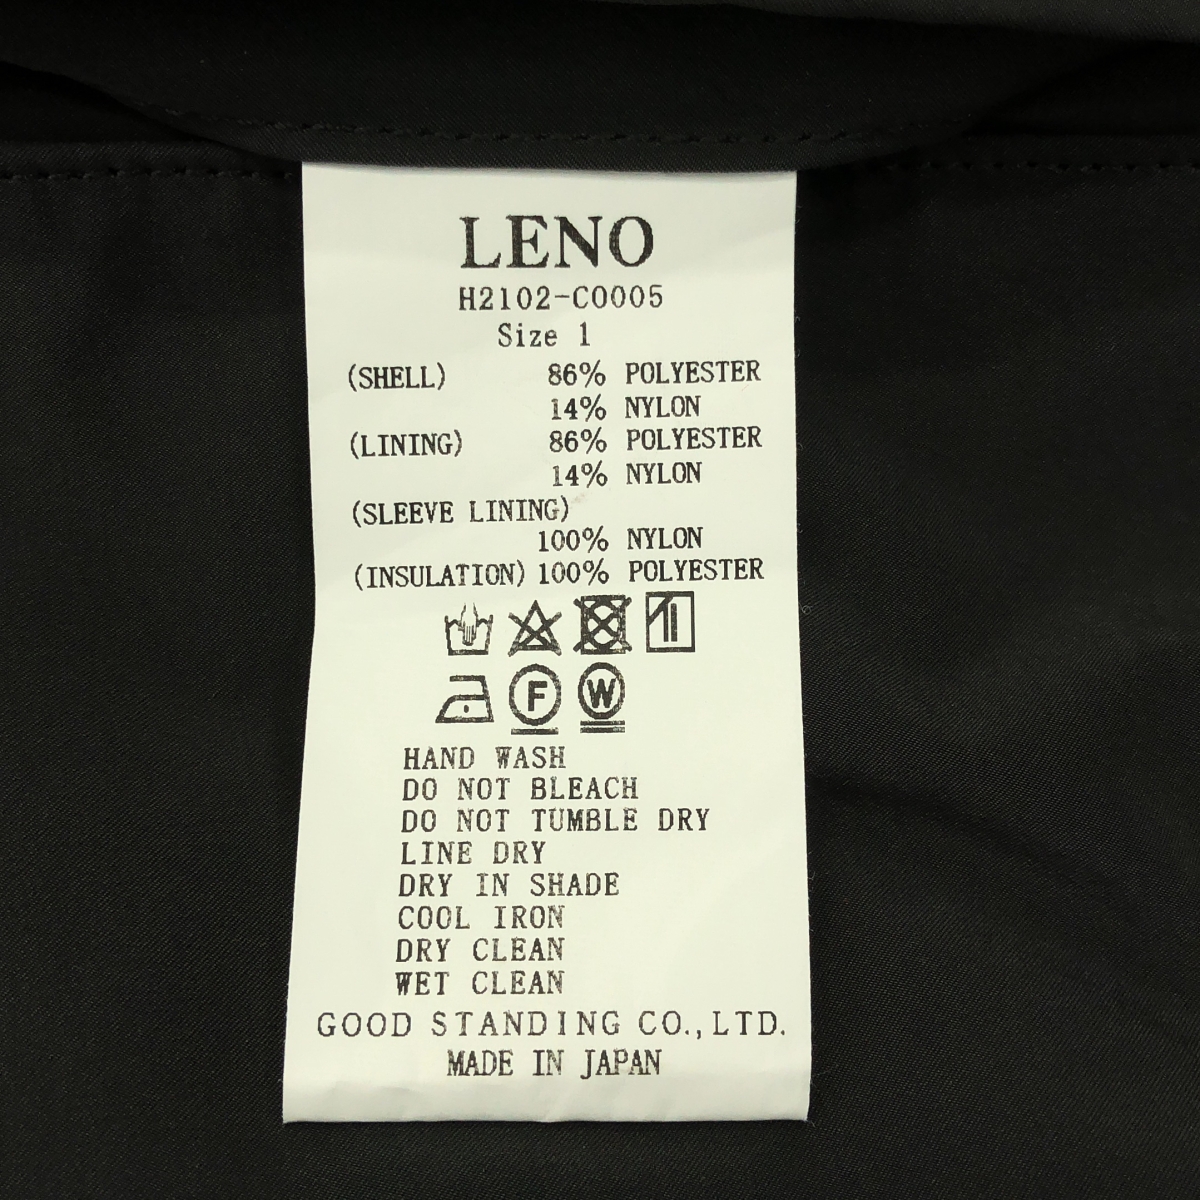 LENO
H2102-C0005
Size 1
(SHELL) 86% POLYESTER
14% NYLON
(LINING) 86% POLYESTER
14% NYLON
(SLEEVE LINING)
100% NYLON
(INSULATION) 100% POLYESTER
F W
HAND WASH
DO NOT BLEACH
DO NOT TUMBLE DRY
LINE DRY
DRY IN SHADE
COOL IRON
DRY CLEAN
WET CLEAN
GOOD STANDING CO.,LTD.
MADE IN JAPAN